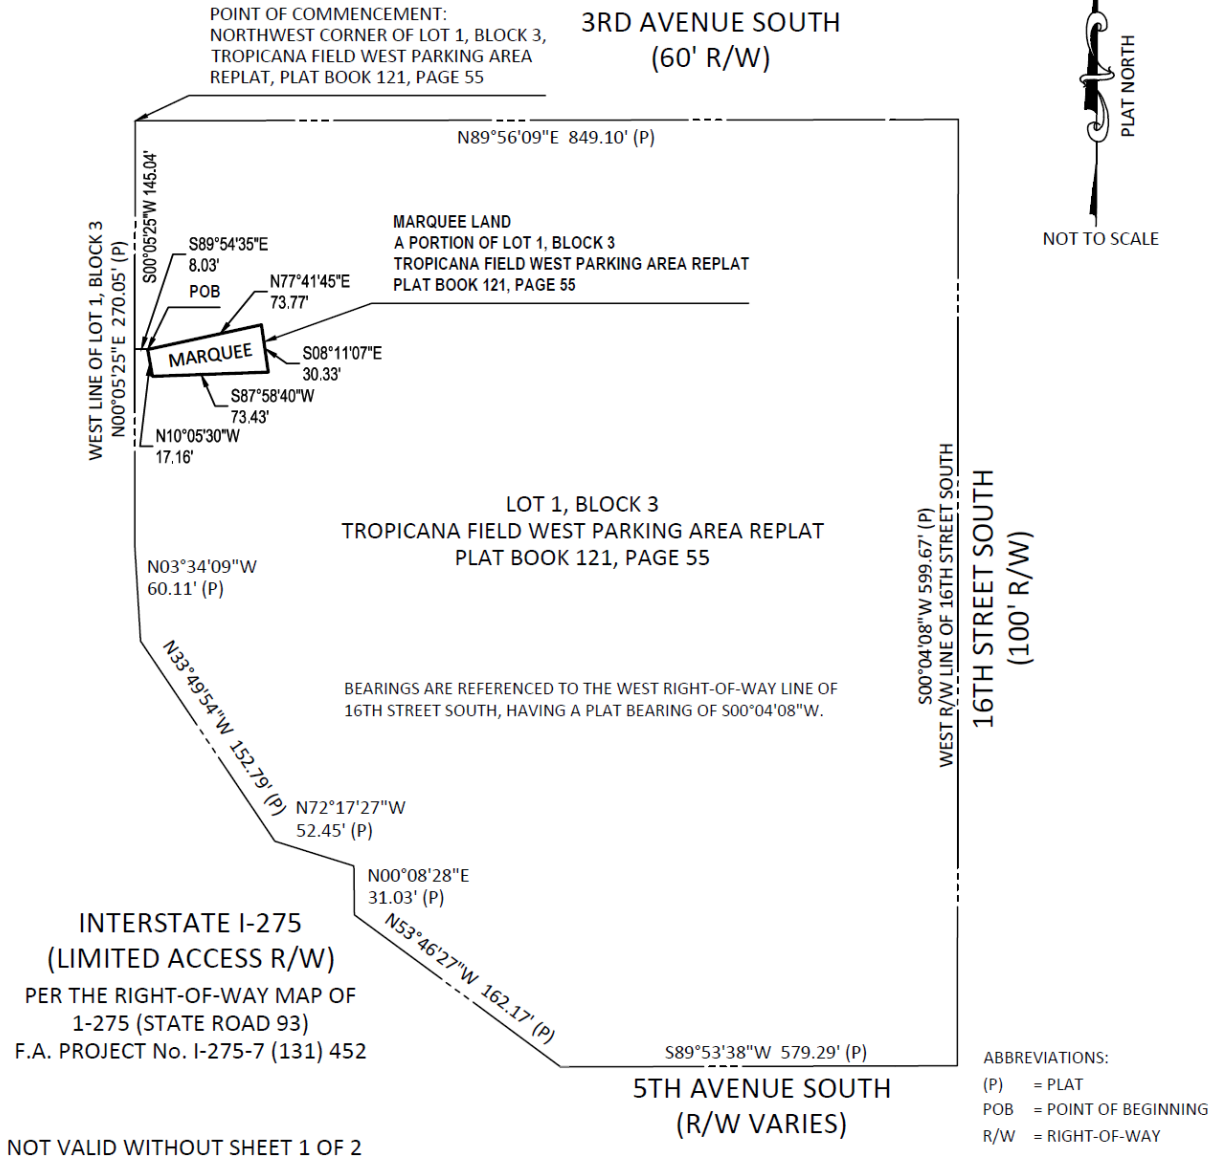 POINT OF COMMENCEMENT:
NORTHWEST CORNER OF LOT 1, BLOCK 3,
TROPICANA FIELD WEST PARKING AREA
REPLAT, PLAT BOOK 121, PAGE 55
3RD AVENUE SOUTH
(60' R/W)
PLAT NORTH
NOT TO SCALE
N89°56'09"E 849.10' (P)
S00°05'25"W 145.04'
WEST LINE OF LOT 1, BLOCK 3
N00°05'25"E 270.05' (P)
S89°54'35"E
8.03'
POB
N77°41'45"E
73.77'
MARQUEE LAND
A PORTION OF LOT 1, BLOCK 3
TROPICANA FIELD WEST PARKING AREA REPLAT
PLAT BOOK 121, PAGE 55
MARQUEE
S08°11'07"E
30.33'
S87°58'40"W
73.43'
N10°05'30"W
17.16'
LOT 1, BLOCK 3
TROPICANA FIELD WEST PARKING AREA REPLAT
PLAT BOOK 121, PAGE 55
S00°04'08"W 599.67' (P)
WEST R/W LINE OF 16TH STREET SOUTH
16TH STREET SOUTH
(100' R/W)
N03°34'09"W
60.11' (P)
N33°49'54"W 152.79' (P)
BEARINGS ARE REFERENCED TO THE WEST RIGHT-OF-WAY LINE OF
16TH STREET SOUTH, HAVING A PLAT BEARING OF S00°04'08"W.
N72°17'27"W
52.45' (P)
N00°08'28"E
31.03' (P)
N53°46'27"W 162.17' (P)
INTERSTATE I-275
(LIMITED ACCESS R/W)
PER THE RIGHT-OF-WAY MAP OF
1-275 (STATE ROAD 93)
F.A. PROJECT No. I-275-7 (131) 452
S89°53'38"W 579.29' (P)
5TH AVENUE SOUTH
(R/W VARIES)
ABBREVIATIONS:
(P) = PLAT
POB = POINT OF BEGINNING
R/W = RIGHT-OF-WAY
NOT VALID WITHOUT SHEET 1 OF 2